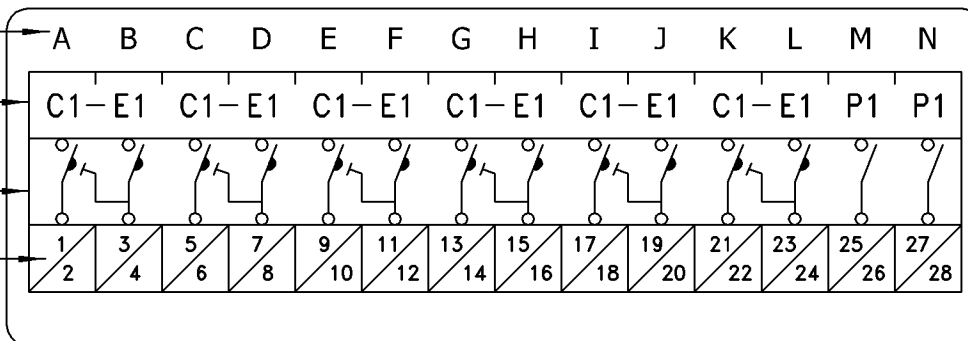 A B C D E F G H I J K L M N
C1-E1 C1-E1 C1-E1 C1-E1 C1-E1 C1-E1 P1 P1
1 3 5 7 9 11 13 15 17 19 21 23 25 27
2 4 6 8 10 12 14 16 18 20 22 24 26 28